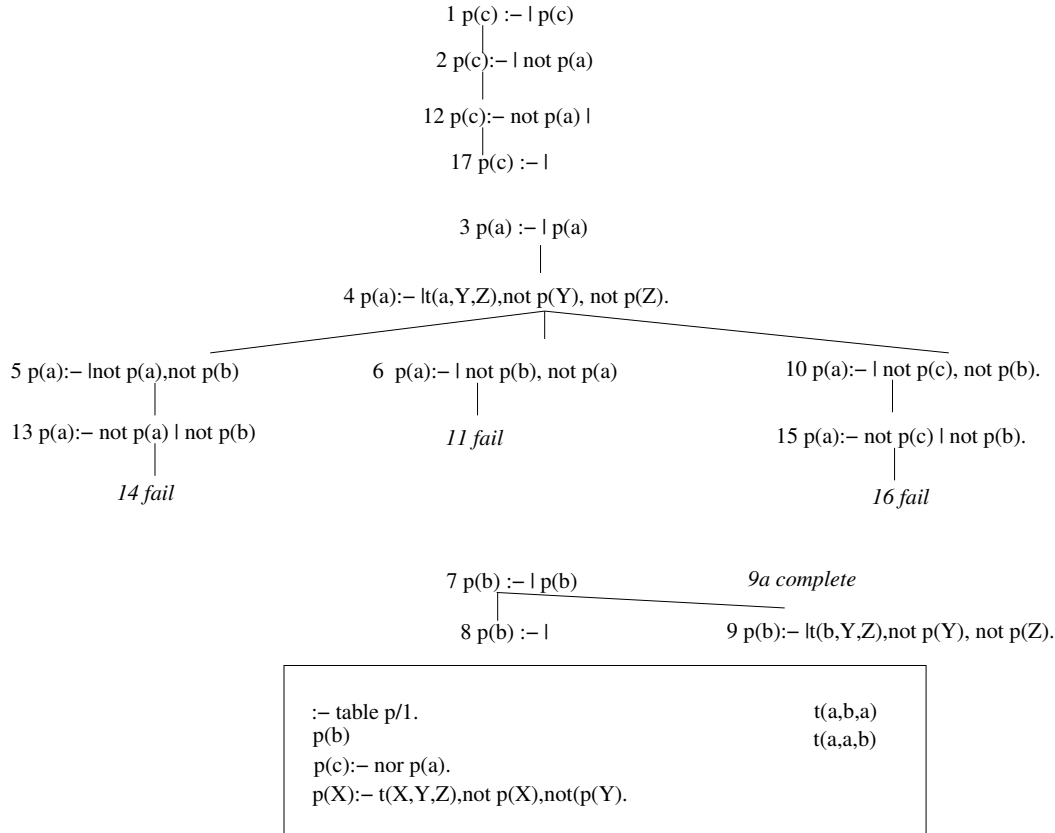 1 p(c) :− | p(c)
2 p(c):− | not p(a)
12 p(c):− not p(a) |
17 p(c) :− |
3 p(a) :− | p(a)
4 p(a):− |t(a,Y,Z),not p(Y), not p(Z).
5 p(a):− |not p(a),not p(b)
6 p(a):− | not p(b), not p(a)
10 p(a):− | not p(c), not p(b).
13 p(a):− not p(a) | not p(b)
11 fail
15 p(a):− not p(c) | not p(b).
14 fail
16 fail
7 p(b) :− | p(b)
9a complete
8 p(b) :− |
9 p(b):− |t(b,Y,Z),not p(Y), not p(Z).
:− table p/1.
t(a,b,a)
p(b)
t(a,a,b)
p(c):− nor p(a).
p(X):− t(X,Y,Z),not p(X),not(p(Y).